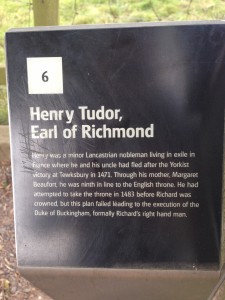 6
Henry Tudor,
Earl of Richmond
Henry was a minor Lancastrian nobleman living in exile in
France where he and his uncle had fled after the Yorkist
victory at Tewksbury in 1471. Through his mother, Margaret
Beaufort, he was ninth in line to the English throne. He had
attempted to take the throne in 1483 before Richard was
crowned, but this plan failed leading to the execution of the
Duke of Buckingham, formally Richard's right hand man.